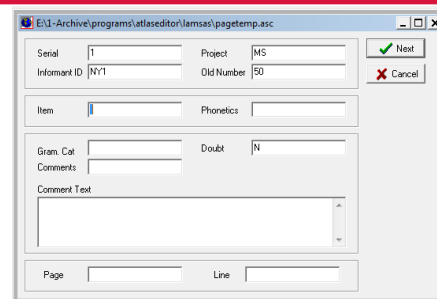 E:\1-Archive\programs\atlaseditor\lamsas\pagetemp.asc
Serial 1 Project MS Next
Informant ID NY1 Old Number 50 Cancel
Item Phonetics
Gram. Cat Doubt N
Comments
Comment Text
Page Line